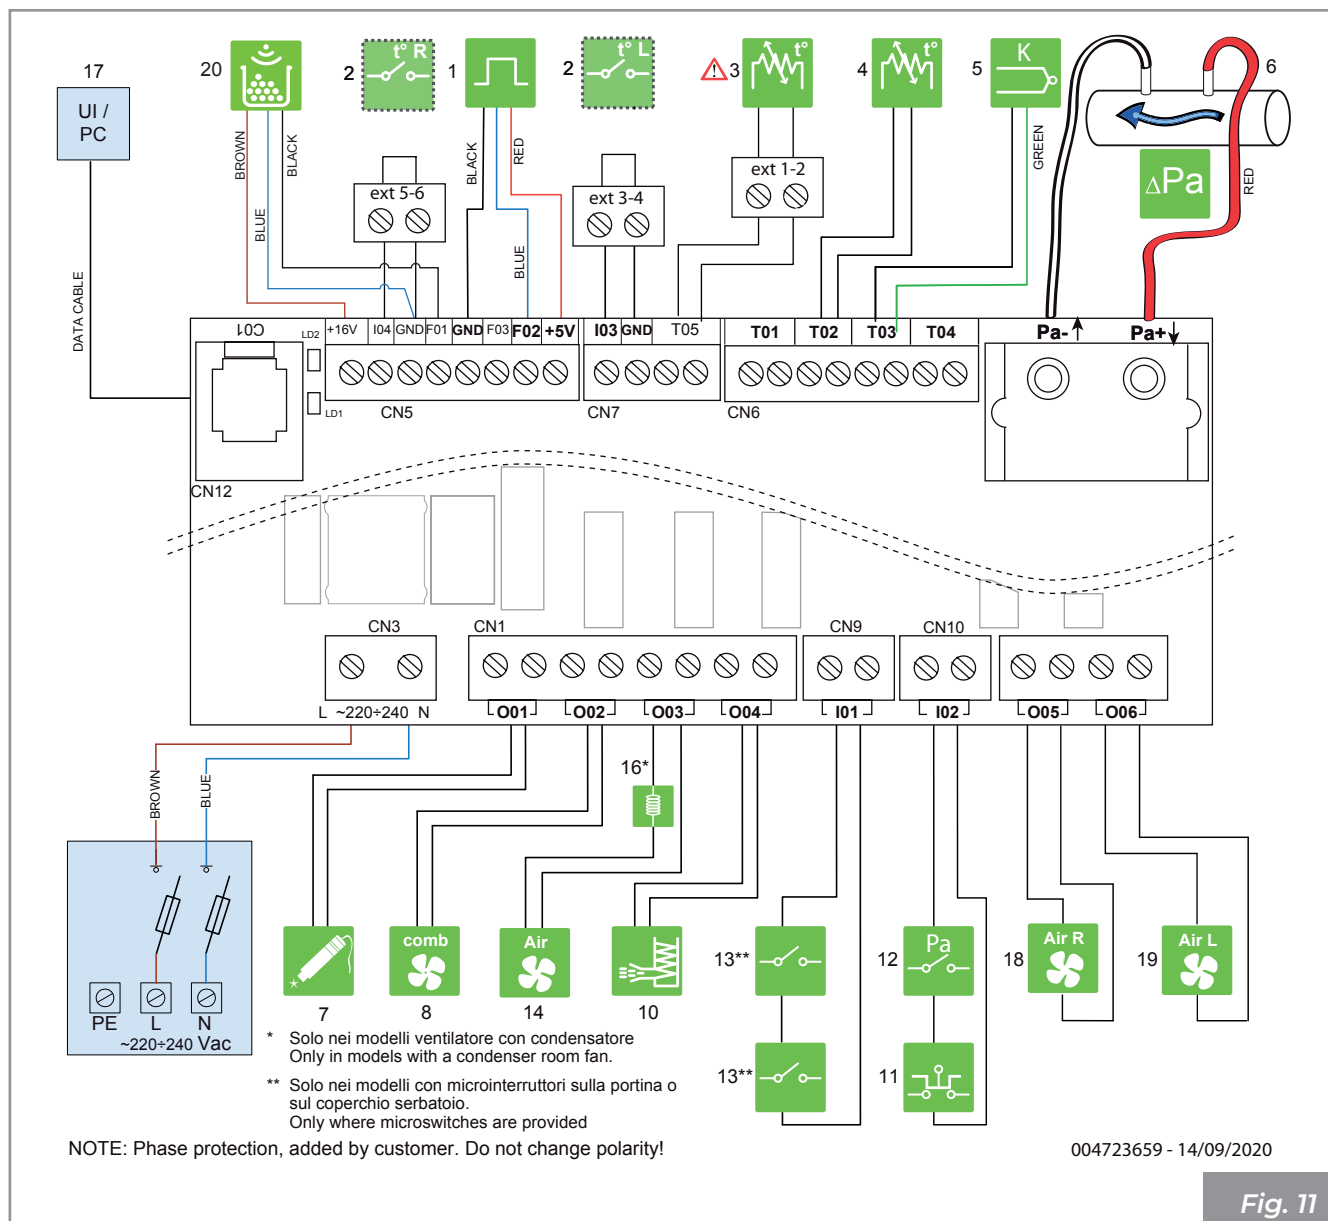 17
UI /
PC
20
2
t° R
1
2
t° L
3
t°
4
t°
5
K
6
ΔPa
BROWN
BLUE
BLACK
BLACK
RED
BLUE
GREEN
RED
DATA CABLE
ext 5-6
ext 3-4
ext 1-2
C01
LD2
LD1
+16V
I04
GND
F01
GND
F03
F02
+5V
I03
GND
T05
T01
T02
T03
T04
Pa-
Pa+
CN5
CN7
CN6
CN12
CN3
CN1
CN9
CN10
L ~220÷240 N
O01
O02
O03
O04
I01
I02
O05
O06
BROWN
BLUE
16*
comb
Air
13**
12
Pa
18
Air R
19
Air L
7
8
14
10
PE
L
N
~220÷240 Vac
13**
11
* Solo nei modelli ventilatore con condensatore
Only in models with a condenser room fan.
** Solo nei modelli con microinterruttori sulla portina o
sul coperchio serbatoio.
Only where microswitches are provided
NOTE: Phase protection, added by customer. Do not change polarity!
004723659 - 14/09/2020
Fig. 11